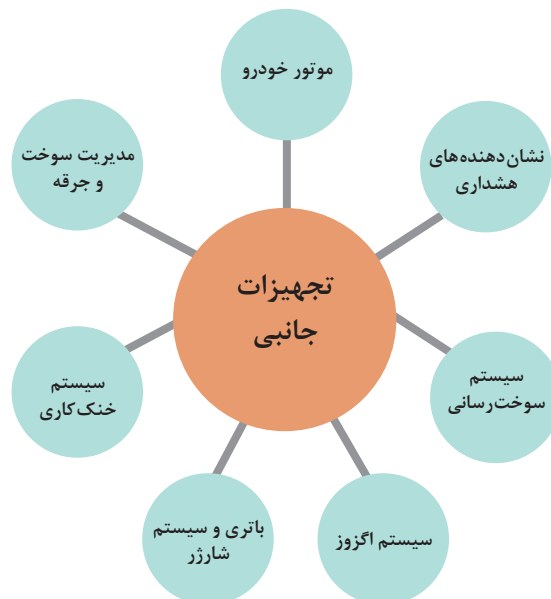 موتور خودرو
نشان‌دهنده‌های
هشداری
مدیریت سوخت
و جرقه
تجهیزات
جانبی
سیستم
سوخت‌رسانی
سیستم
خنک‌کاری
سیستم اگزوز
باتری و سیستم
شارژر